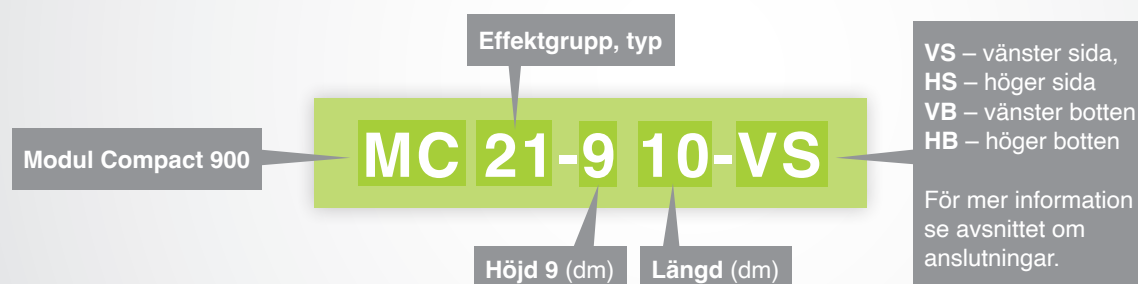 Effektgrupp, typ
Modul Compact 900
MC 21-9 10-VS
Höjd 9 (dm)
Längd (dm)
VS – vänster sida,
HS – höger sida
VB – vänster botten
HB – höger botten
För mer information
se avsnittet om
anslutningar.